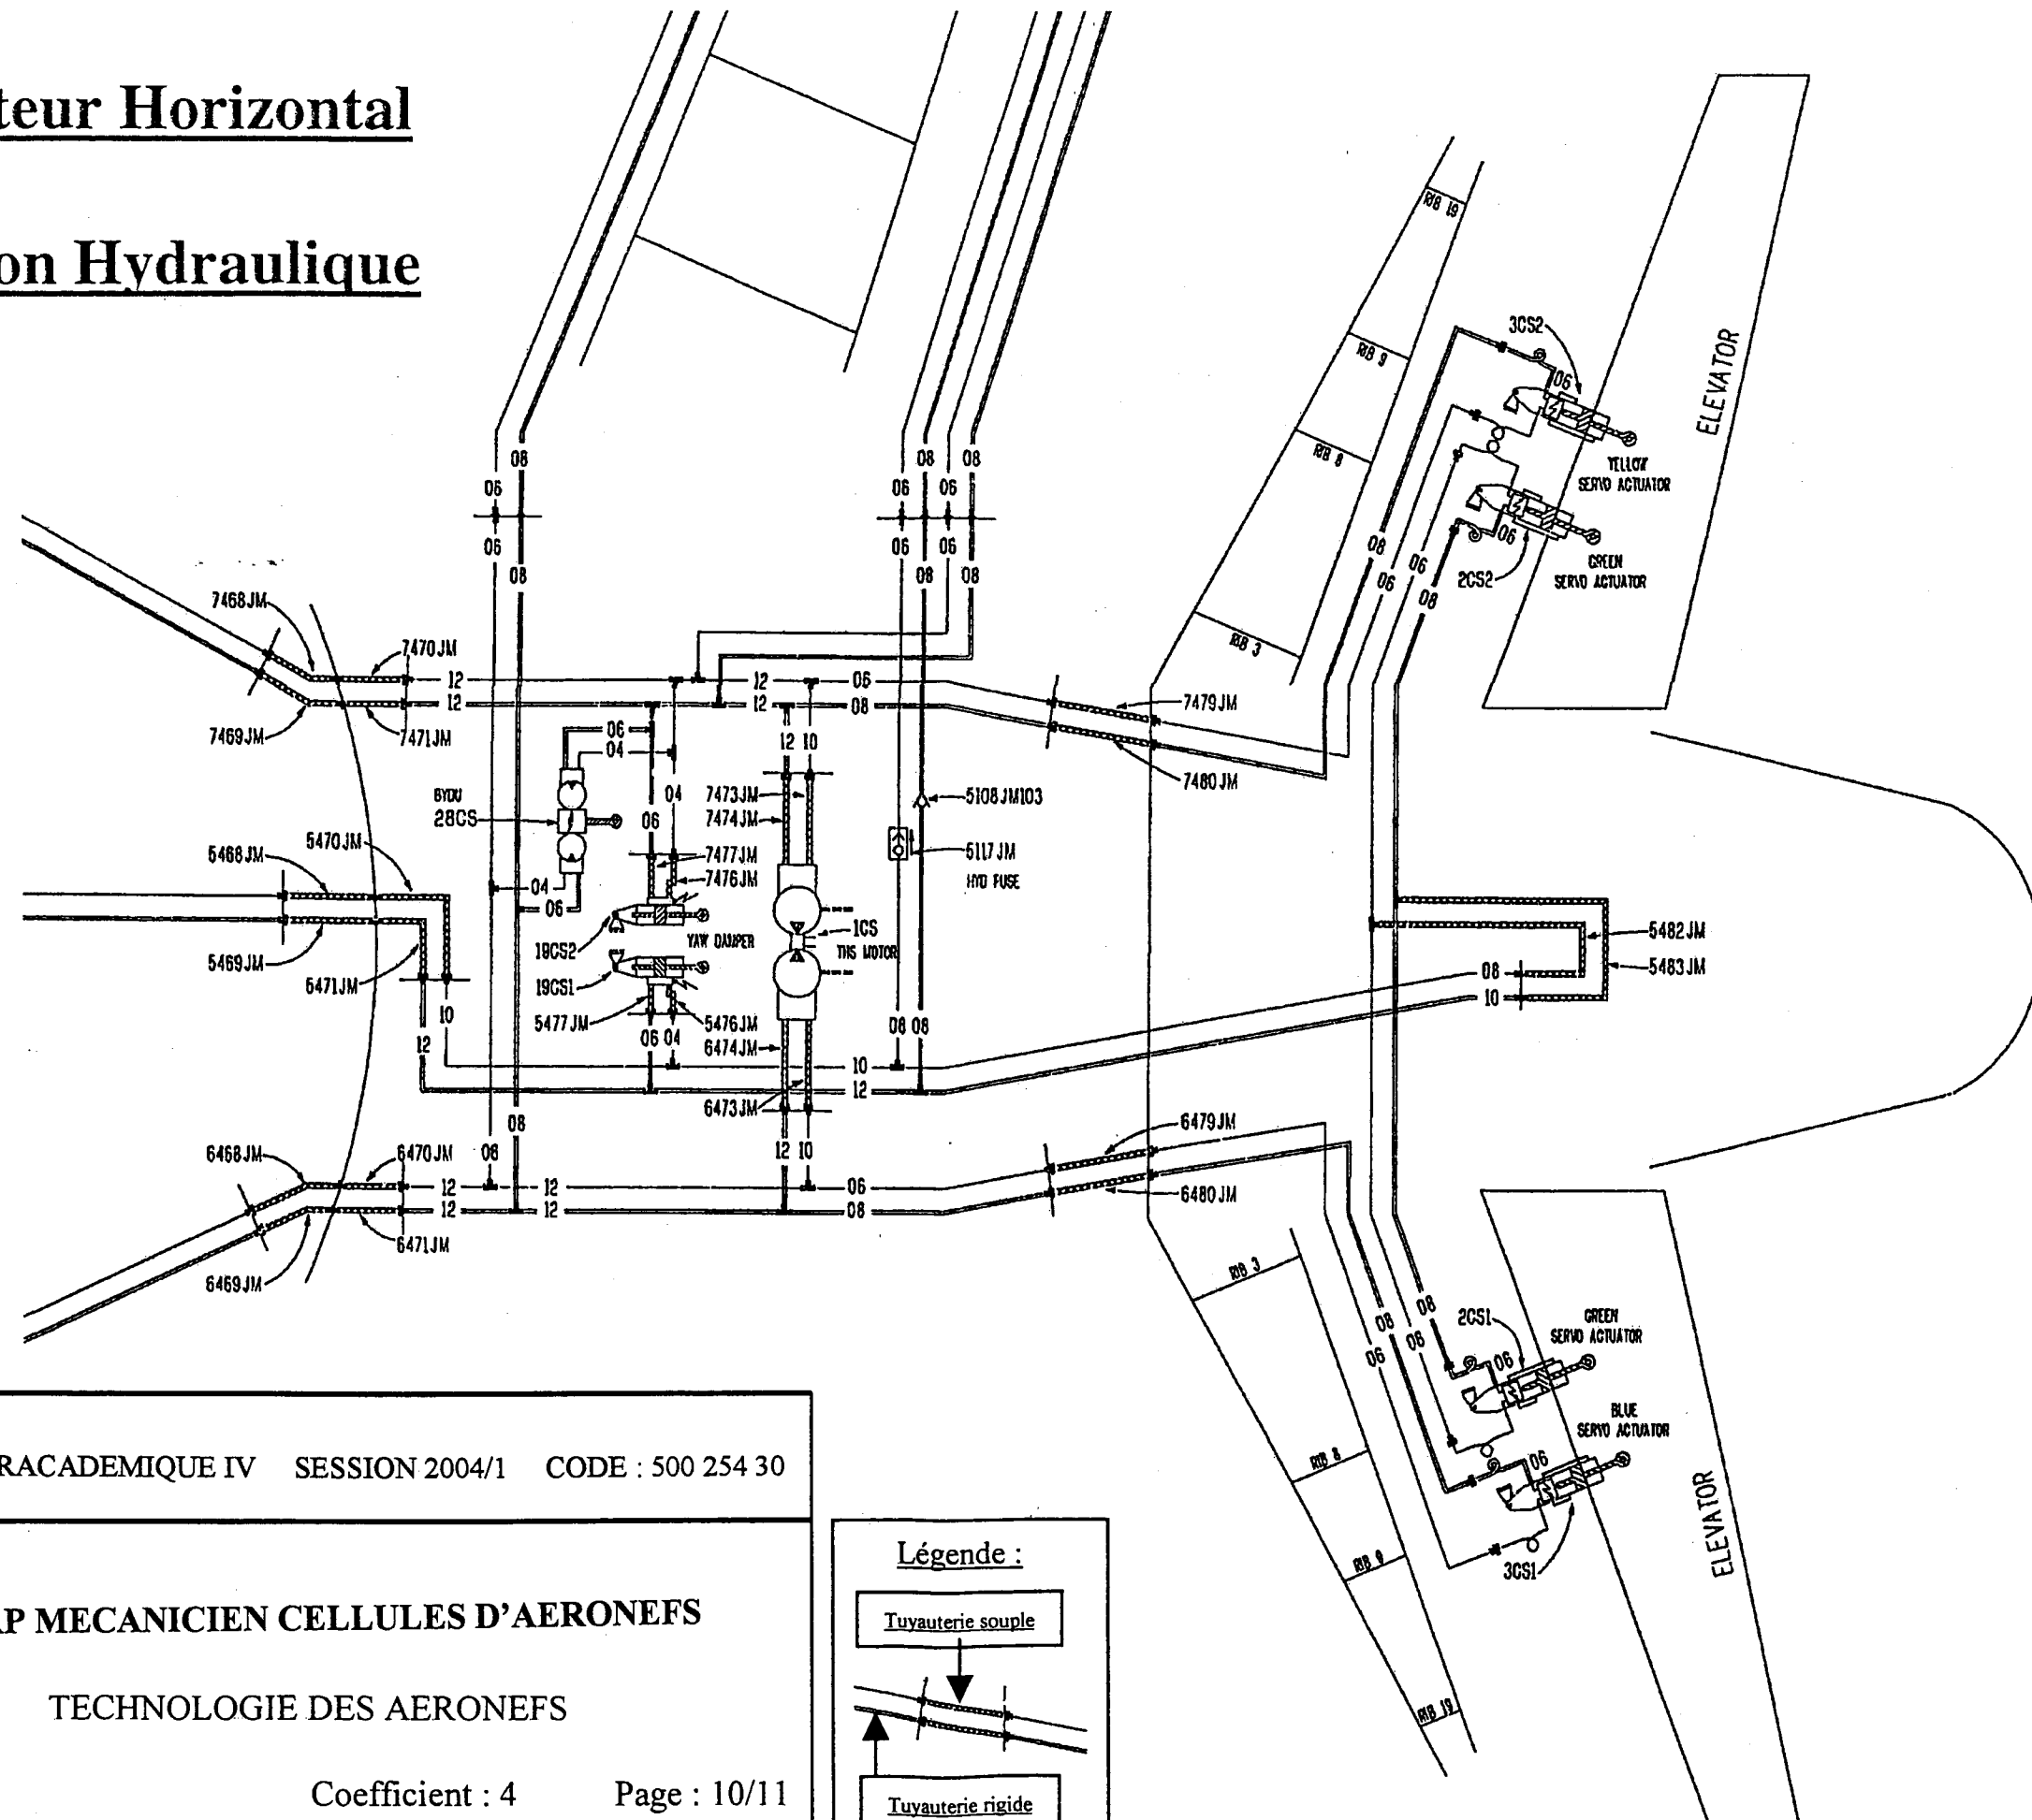 teur Horizontal
on Hydraulique
RIB 19
3CS2
RIB 9
06
ELEVATOR
08
YELLOW
SERVO ACTUATOR
RIB 8
08 08
06
06 06
06
GREEN
SERVO ACTUATOR
08
06
06 06
06
06
2CS2
08
08 08
08
7468JM
7470JM
RIB 3
12
12
06
12
12
08
7479JM
7469JM
7471JM
06
04
12 10
7480JM
BYDU
28CS
04
06
7473JM
7474JM
5108JM103
5468JM
5470JM
7477JM
7476JM
5117JM
HYD FUSE
04
06
19CS2
YAW DAMPER
1CS
THS MOTOR
5482JM
5469JM
5471JM
19CS1
08
5483JM
10
10
5477JM
5476JM
08 08
12
06 04
6474JM
10
12
6473JM
08
6479JM
6468JM
6470JM
06
12 10
12
12
06
6480JM
12
12
08
6471JM
6469JM
RIB 3
08
2CS1
GREEN
SERVO ACTUATOR
08
06
06
06
BLUE
SERVO ACTUATOR
RACADEMIQUE IV SESSION 2004/1 CODE : 500 254 30
RIB 8
06
ELEVATOR
Légende :
RIB 9
3CS1
AP MECANICIEN CELLULES D'AERONEFS
Tuyauterie souple
TECHNOLOGIE DES AERONEFS
RIB 19
Coefficient : 4 Page : 10/11
Tuyauterie rigide